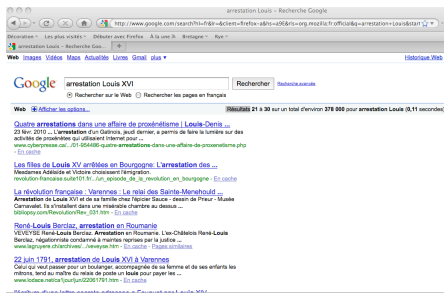 arrestation Louis – Recherche Google
http://www.google.com/search?hl=fr&lr=&client=firefox-a&rls=org.mozilla:fr:official&q=arrestation+Louis&start
Décoration ▾ Les plus visités ▾ Débuter avec Firefox À la une Bretagne ▾ Rye ▾
arrestation Louis – Recherche Goo...
Web Images Vidéos Maps Actualités Livres Gmail plus ▾ Historique Web
Google arrestation Louis XVI Rechercher Recherche avancée
Rechercher sur le Web Rechercher les pages en français
Web Afficher les options... Résultats 21 à 30 sur un total d'environ 378 000 pour arrestation Louis (0,11 secondes)
Quatre arrestations dans une affaire de proxénétisme | Louis-Denis ...
23 févr. 2010 ... L'arrestation d'un Gatinois, jeudi dernier, a permis de faire la lumière sur des
activités de proxénètes qui utilisaient Internet pour ...
www.cyberpresse.ca/.../01-954486-quatre-arrestations-dans-une-affaire-de-proxenetisme.php
- En cache
Les filles de Louis XV arrêtées en Bourgogne: L'arrestation des ...
Mesdames Adélaïde et Victoire choisissent l'émigration.
revolution-francaise.suite101.fr/.../un_episode_de_la_revolution_en_bourgogne - En cache
La révolution française : Varennes : Le relai des Sainte-Menehould ...
Arrestation de Louis XVI et de sa famille chez l'épicier Sauce - dessin de Prieur - Musée
Carnavalet. Ils s'installent dans une misérable chambre au dessus ...
bibliopsy.com/Revolution/Rev_031.htm - En cache
René-Louis Berclaz, arrestation en Roumanie
VEVEYSE René-Louis Berclaz. Arrestation en Roumanie. L'ex-Châtelois René-Louis
Berclaz, négationniste condamné à maintes reprises par la justice ...
www.lagruyere.ch/archives/.../veveyse.htm - En cache - Pages similaires
22 juin 1791, arrestation de Louis XVI à Varennes
Celui qui veut passer pour un boulanger, accompagné de sa femme et de ses enfants les
mitrons, tend au maître du relais de poste un louis pour payer les ...
www.lodace.net/ca1jour/jun/22061791.htm - En cache